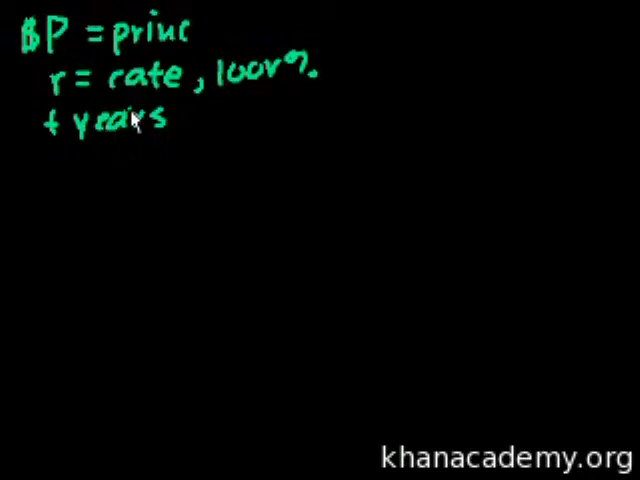 $P = princ
r = rate, 100r%.
t years
khanacademy.org